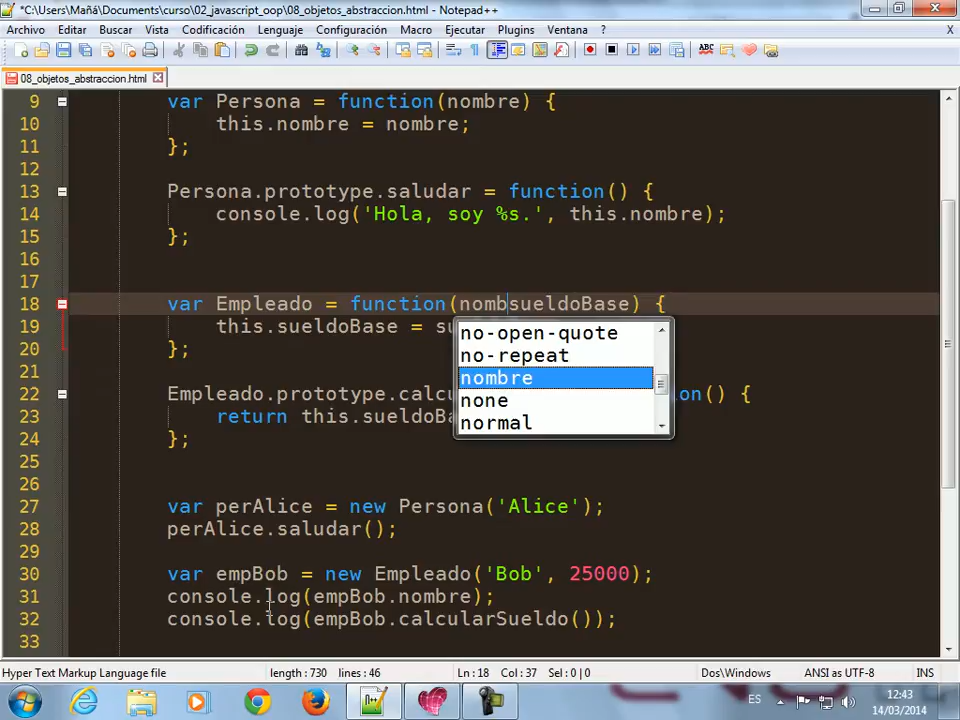 *C:\Users\Mañá\Documents\curso\02_javascript_oop\08_objetos_abstraccion.html - Notepad++
Archivo Editar Buscar Vista Codificación Lenguaje Configuración Macro Ejecutar Plugins Ventana ? X
08_objetos_abstraccion.html
9 var Persona = function(nombre) {
10 this.nombre = nombre;
11 };
12
13 Persona.prototype.saludar = function() {
14 console.log('Hola, soy %s.', this.nombre);
15 };
16
17
18 var Empleado = function(nombsueldoBase) {
19 this.sueldoBase = su
20 };
21
22 Empleado.prototype.calcu on() {
23 return this.sueldoBa
24 };
25
26
27 var perAlice = new Persona('Alice');
28 perAlice.saludar();
29
30 var empBob = new Empleado('Bob', 25000);
31 console.log(empBob.nombre);
32 console.log(empBob.calcularSueldo());
33
no-open-quote
no-repeat
nombre
none
normal
Hyper Text Markup Language file length : 730 lines : 46 Ln : 18 Col : 37 Sel : 0 | 0 Dos\Windows ANSI as UTF-8 INS
ES
12:43
14/03/2014